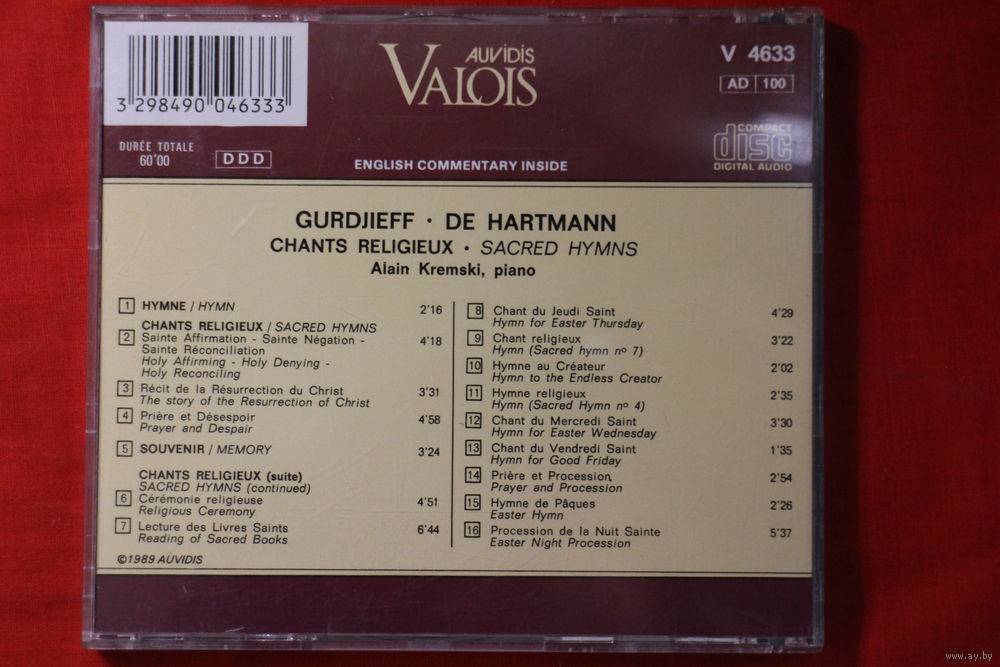 3 298490 046333
DURÉE TOTALE
60'00
DDD
AUVIDIS
VALOIS
ENGLISH COMMENTARY INSIDE
V 4633
AD 100
COMPACT
disc
DIGITAL AUDIO
GURDJIEFF · DE HARTMANN
CHANTS RELIGIEUX · SACRED HYMNS
Alain Kremski, piano
1 HYMNE / HYMN 2'16
CHANTS RELIGIEUX / SACRED HYMNS
2 Sainte Affirmation - Sainte Négation - 4'18
Sainte Réconciliation
Holy Affirming - Holy Denying -
Holy Reconciling
3 Récit de la Résurrection du Christ 3'31
The story of the Resurrection of Christ
4 Prière et Désespoir 4'58
Prayer and Despair
5 SOUVENIR / MEMORY 3'24
CHANTS RELIGIEUX (suite)
SACRED HYMNS (continued)
6 Cérémonie religieuse 4'51
Religious Ceremony
7 Lecture des Livres Saints 6'44
Reading of Sacred Books
©1989 AUVIDIS
8 Chant du Jeudi Saint 4'29
Hymn for Easter Thursday
9 Chant religieux 3'22
Hymn (Sacred hymn nº 7)
10 Hymne au Créateur 2'02
Hymn to the Endless Creator
11 Hymne religieux 2'35
Hymn (Sacred Hymn nº 4)
12 Chant du Mercredi Saint 3'30
Hymn for Easter Wednesday
13 Chant du Vendredi Saint 1'35
Hymn for Good Friday
14 Prière et Procession 2'54
Prayer and Procession
15 Hymne de Pâques 2'26
Easter Hymn
16 Procession de la Nuit Sainte 5'37
Easter Night Procession
www.ay.by